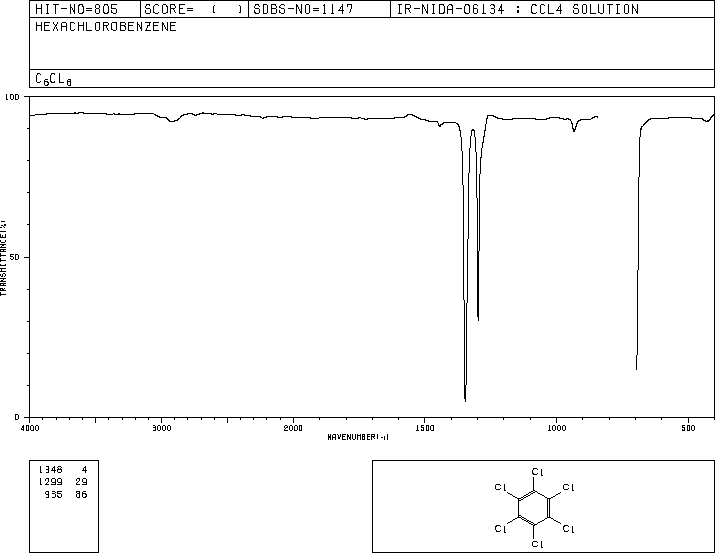 HIT-NO=805 SCORE= ( ) SDBS-NO=1147 IR-NIDA-06134 : CCL4 SOLUTION
HEXACHLOROBENZENE
C6CL6
100
50
0
TRANSMITTANCE(%)
4000 3000 2000 1500 1000 500
WAVENUMBER(-1)
1348 4
1299 29
935 86
Cl
Cl Cl
Cl Cl
Cl